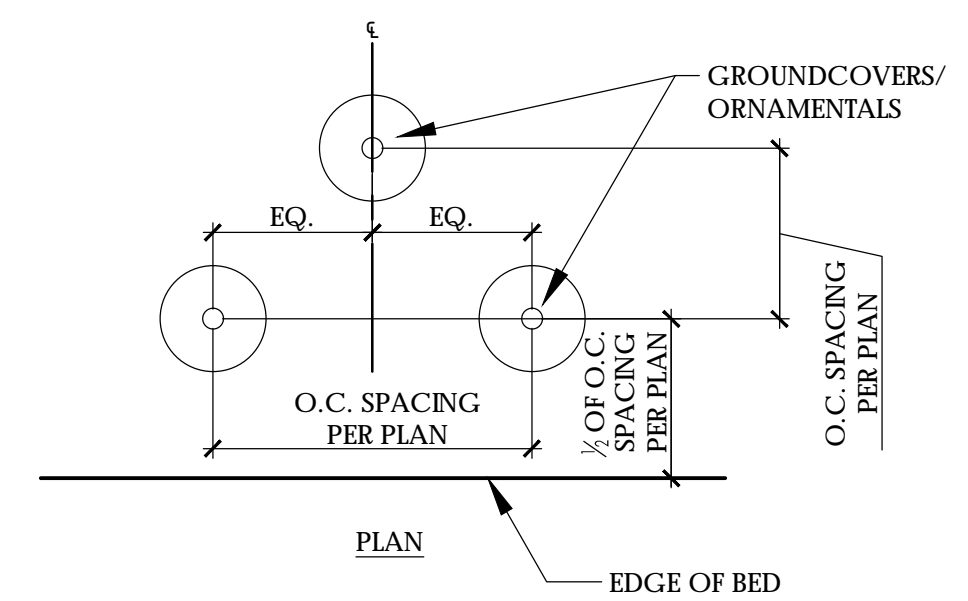 ℄
GROUNDCOVERS/
ORNAMENTALS
EQ.
EQ.
O.C. SPACING
PER PLAN
½ OF O.C.
SPACING
PER PLAN
O.C. SPACING
PER PLAN
PLAN
EDGE OF BED